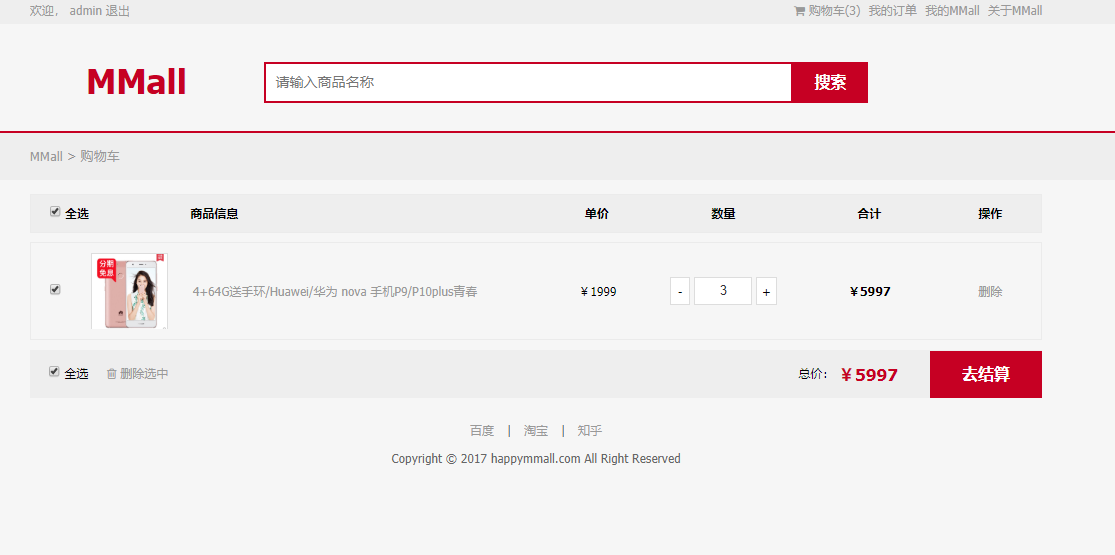 欢迎， admin 退出 购物车(3) 我的订单 我的MMall 关于MMall
MMall 请输入商品名称 搜索
MMall > 购物车
全选 商品信息 单价 数量 合计 操作
分期
免息
4+64G送手环/Huawei/华为 nova 手机P9/P10plus青春 ￥1999 - 3 + ￥5997 删除
全选 删除选中 总价： ￥5997 去结算
百度 | 淘宝 | 知乎
Copyright © 2017 happymmall.com All Right Reserved